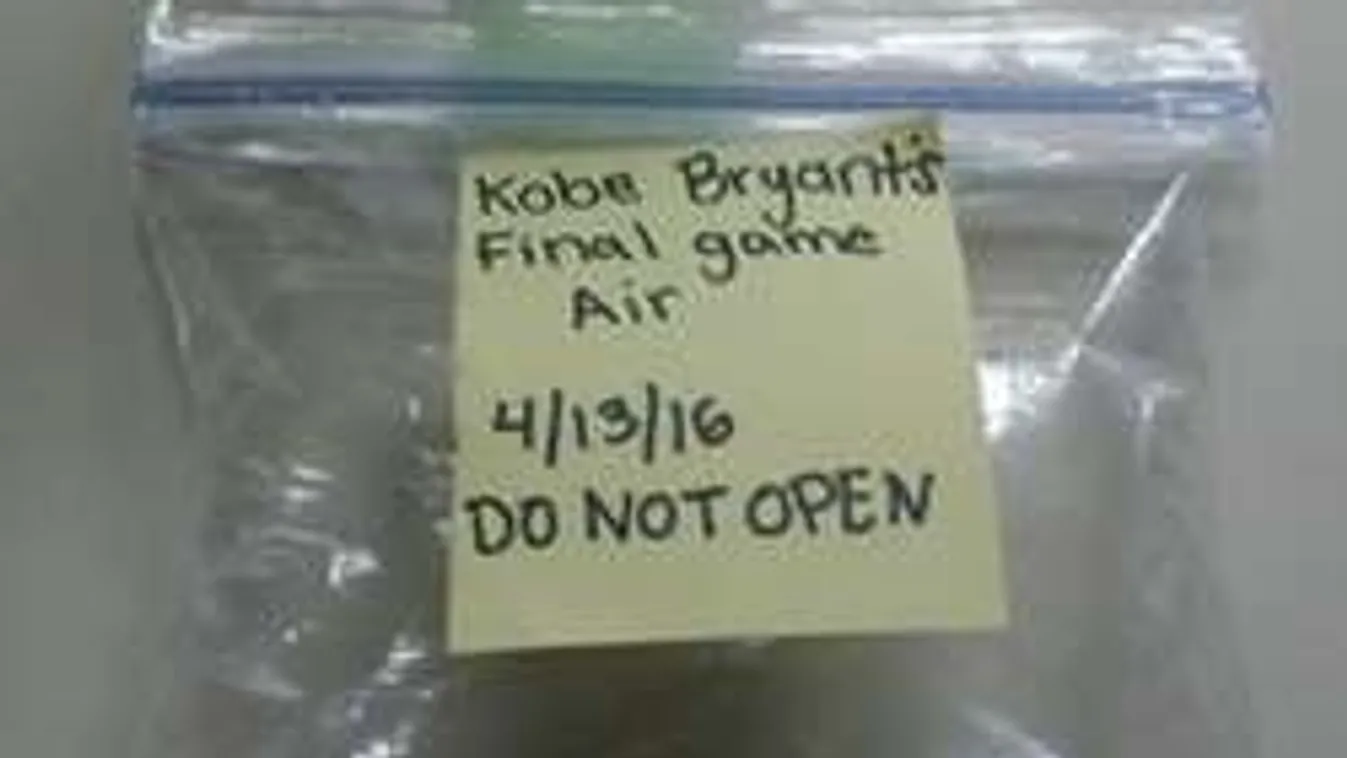 Kobe Bryant's
Final game
Air
4/13/16
DO NOT OPEN